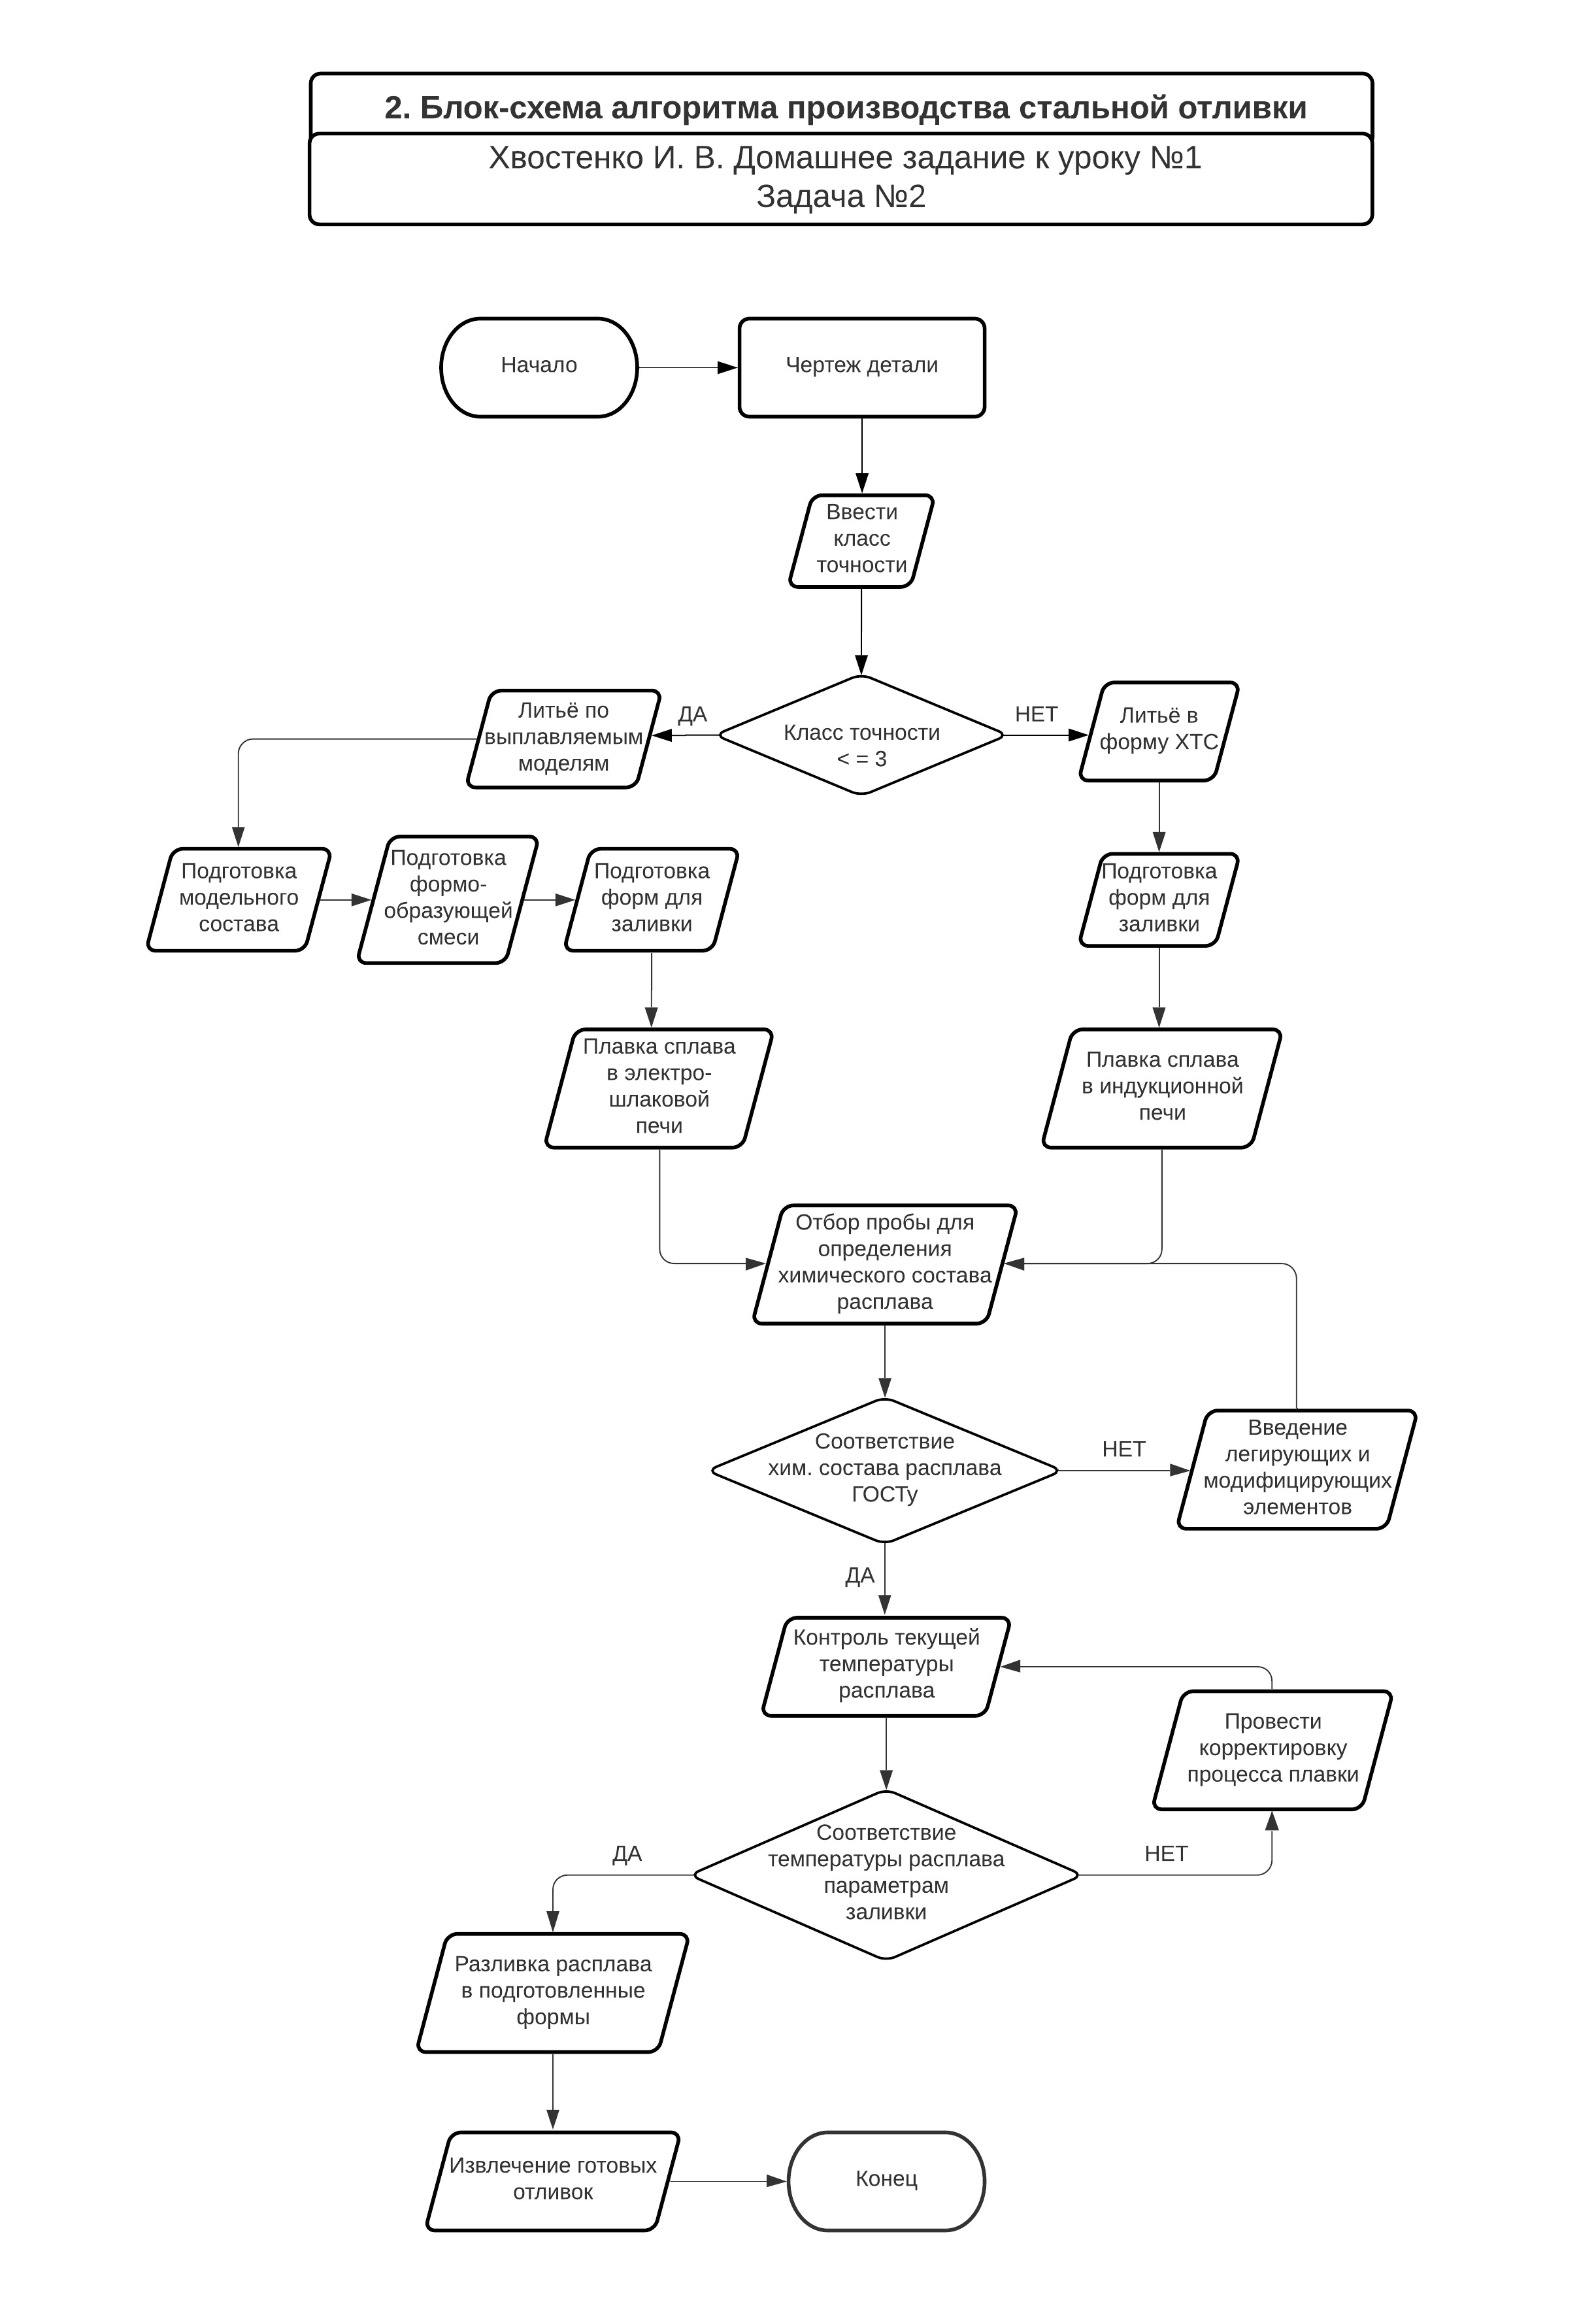 2. Блок-схема алгоритма производства стальной отливки
Хвостенко И. В. Домашнее задание к уроку №1
Задача №2
Начало
Чертеж детали
Ввести
класс
точности
Класс точности
< = 3
ДА
НЕТ
Литьё по
выплавляемым
моделям
Литьё в
форму ХТС
Подготовка
модельного
состава
Подготовка
формо-
образующей
смеси
Подготовка
форм для
заливки
Подготовка
форм для
заливки
Плавка сплава
в электро-
шлаковой
печи
Плавка сплава
в индукционной
печи
Отбор пробы для
определения
химического состава
расплава
Соответствие
хим. состава расплава
ГОСТу
НЕТ
Введение
легирующих и
модифицирующих
элементов
ДА
Контроль текущей
температуры
расплава
Провести
корректировку
процесса плавки
Соответствие
температуры расплава
параметрам
заливки
ДА
НЕТ
Разливка расплава
в подготовленные
формы
Извлечение готовых
отливок
Конец